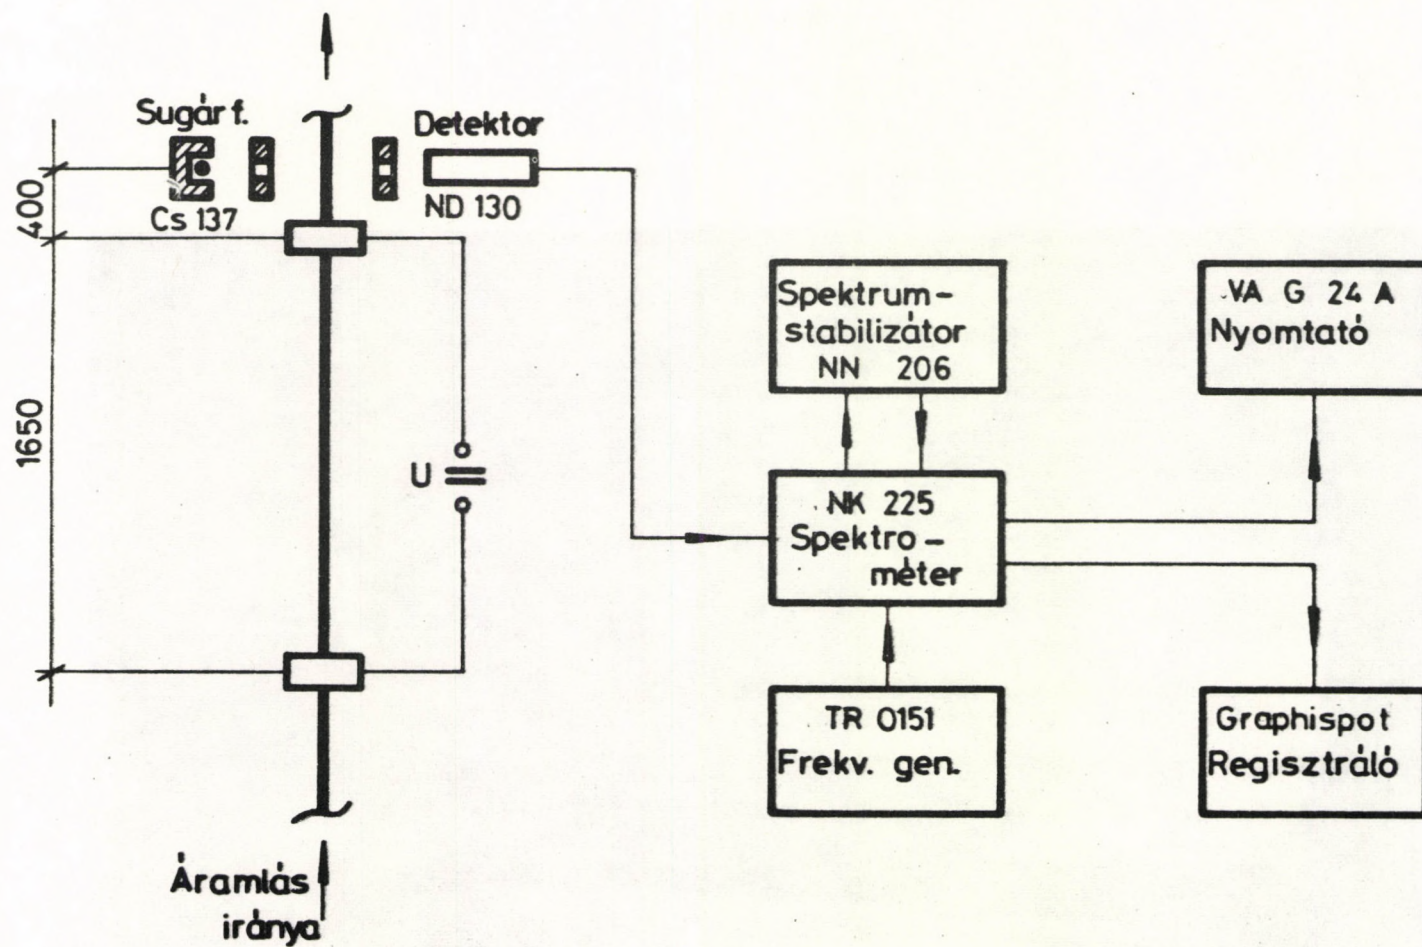 Sugár f.
Cs 137
Detektor
ND 130
400
1650
U
Spektrum-
stabilizátor
NN 206
VA G 24 A
Nyomtató
NK 225
Spektro-
méter
TR 0151
Frekv. gen.
Graphispot
Regisztráló
Áramlás
iránya